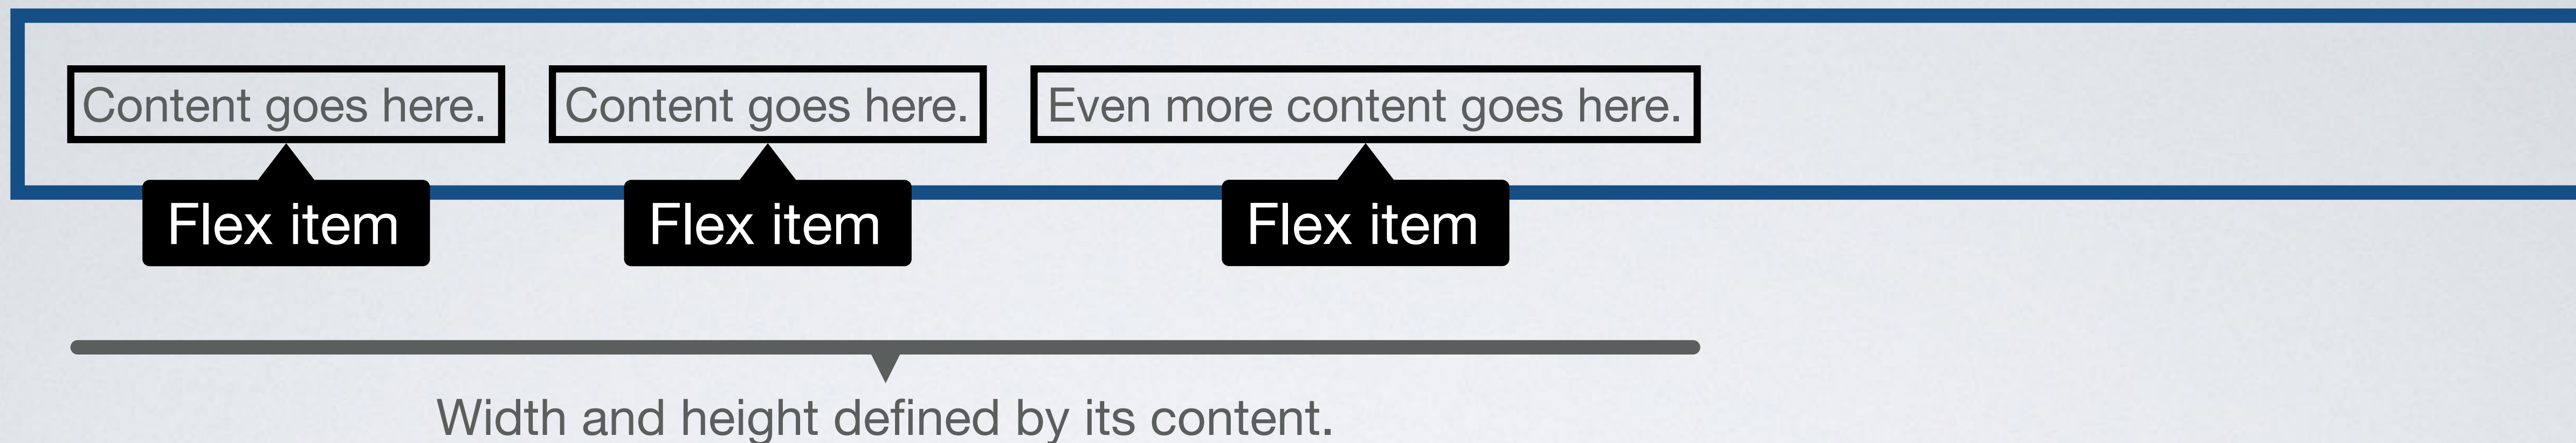 Content goes here.
Content goes here.
Even more content goes here.
Flex item
Flex item
Flex item
Width and height defined by its content.